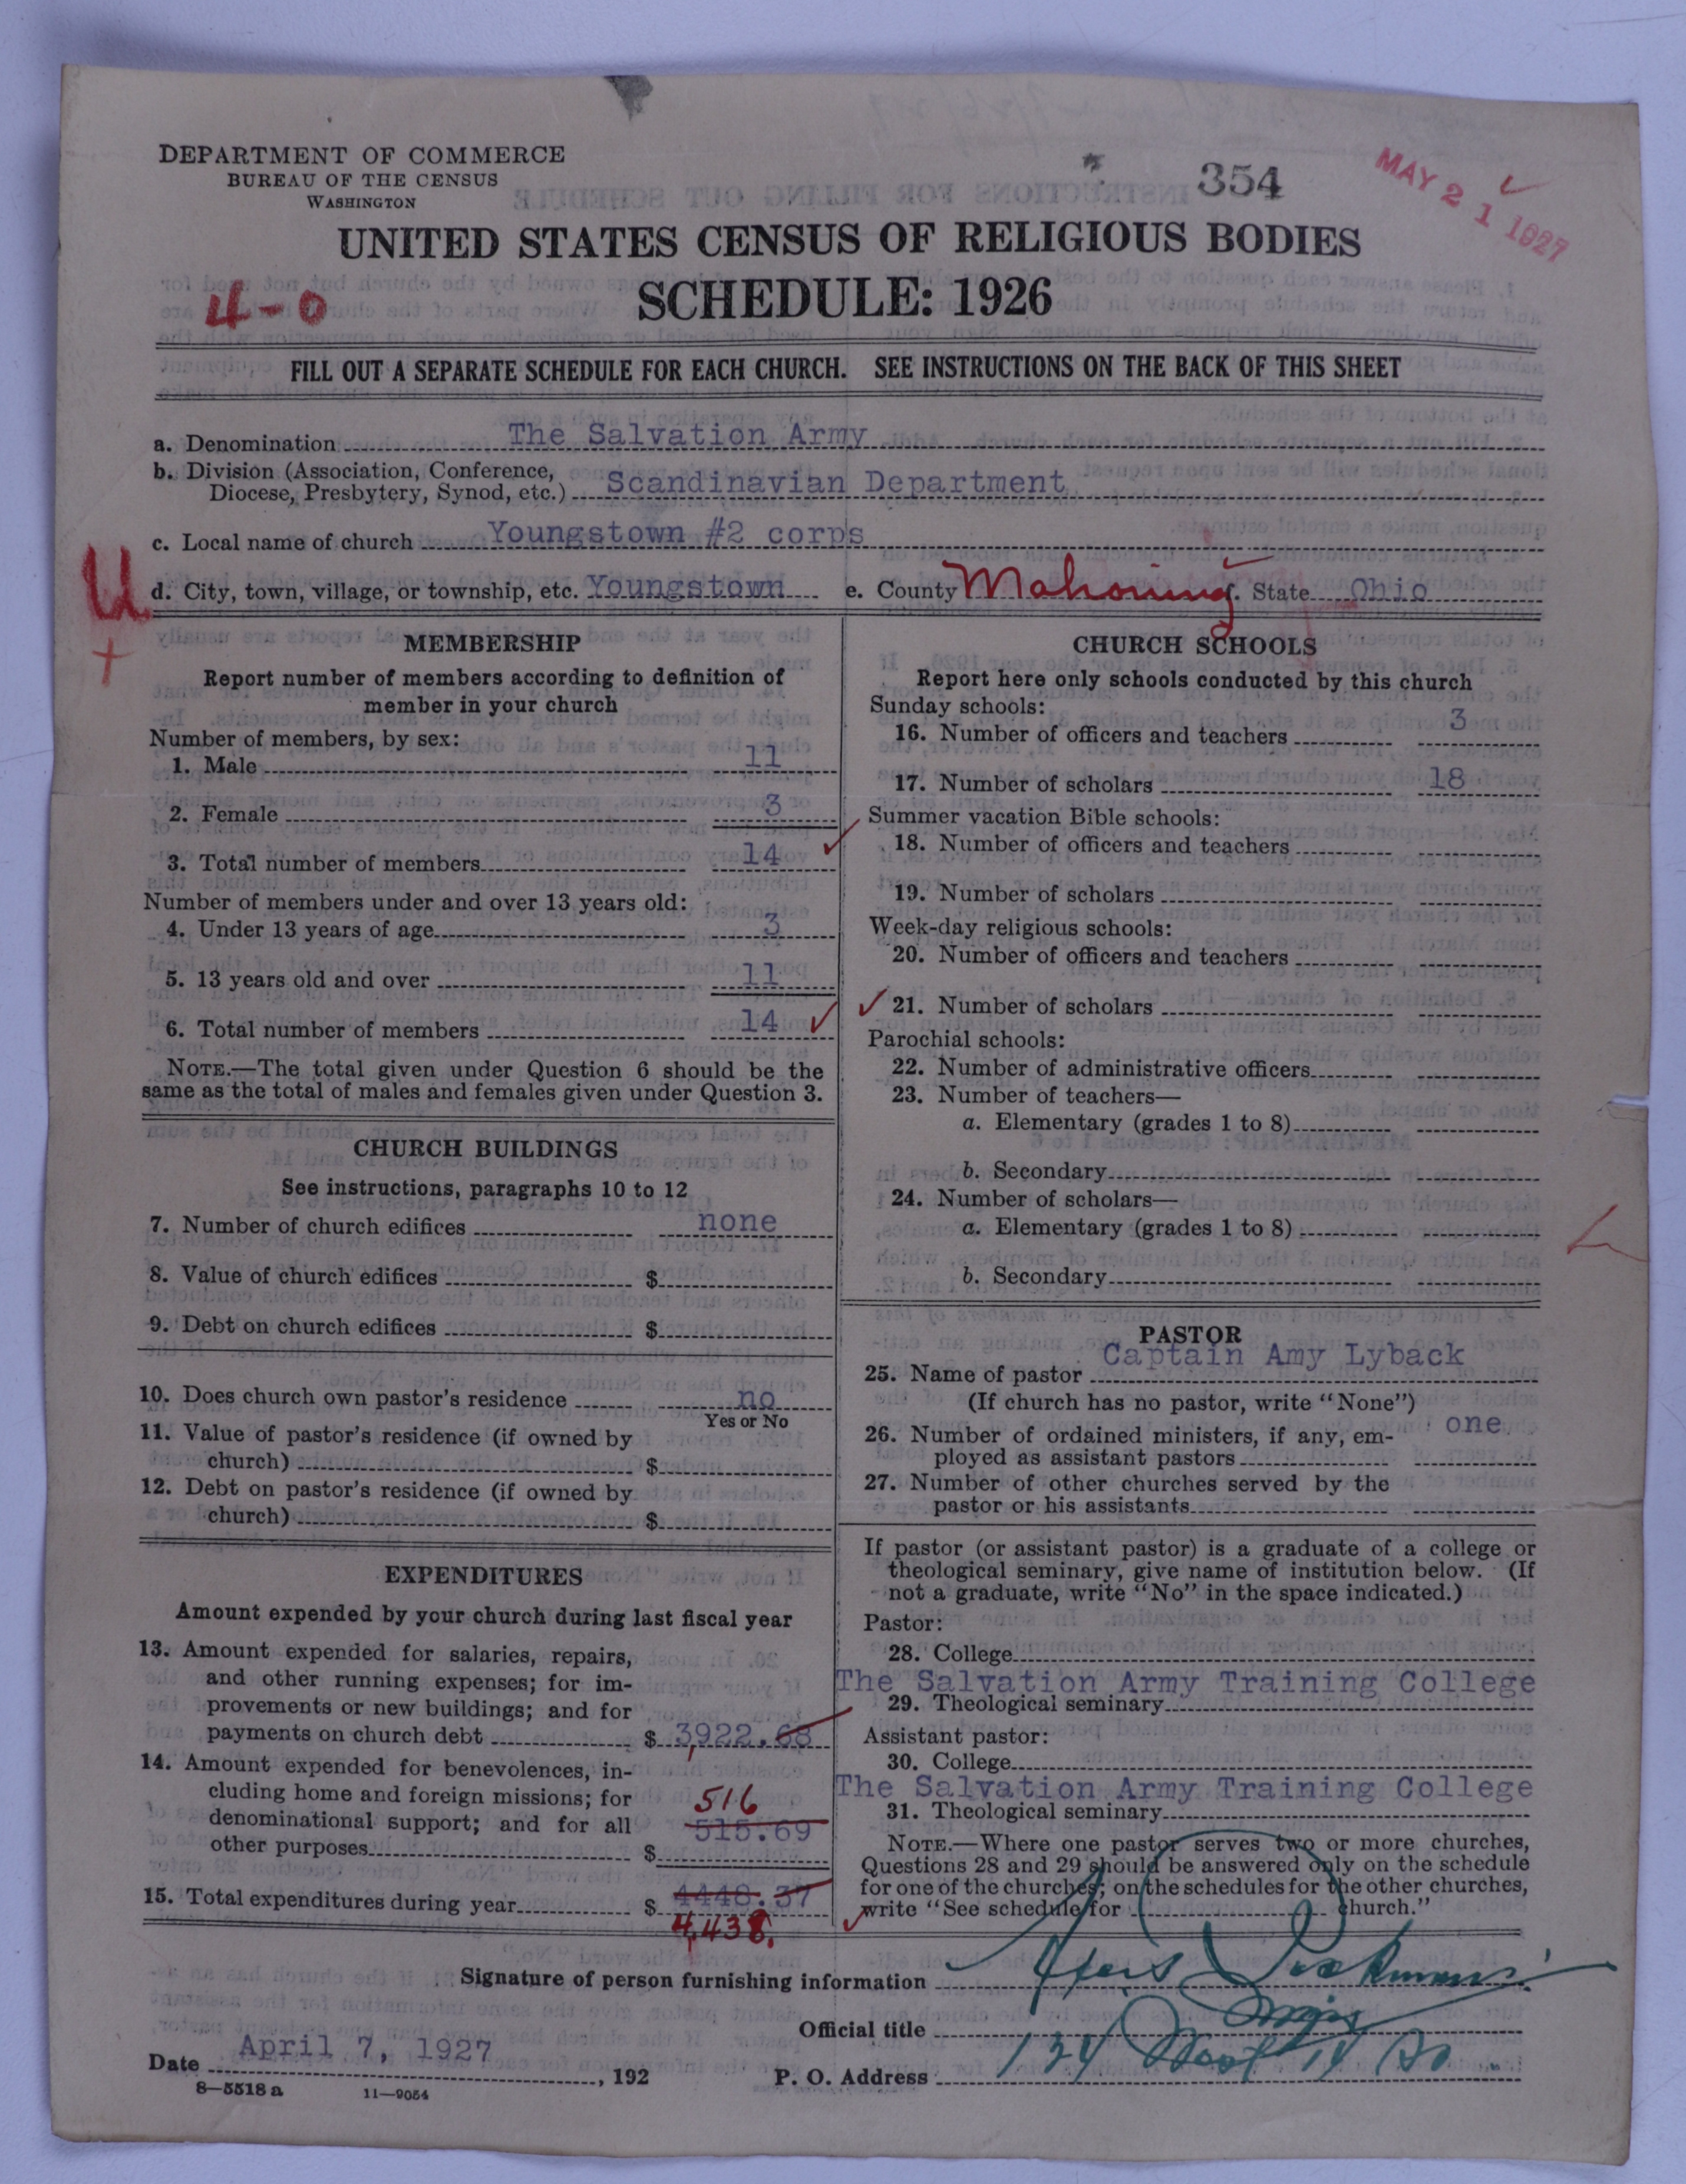 DEPARTMENT OF COMMERCE
BUREAU OF THE CENSUS
WASHINGTON
354
MAY 21 1927
UNITED STATES CENSUS OF RELIGIOUS BODIES
SCHEDULE: 1926
4-0
FILL OUT A SEPARATE SCHEDULE FOR EACH CHURCH. SEE INSTRUCTIONS ON THE BACK OF THIS SHEET
a. Denomination The Salvation Army
b. Division (Association, Conference,
Diocese, Presbytery, Synod, etc.) Scandinavian Department
c. Local name of church Youngstown #2 corps
U
d. City, town, village, or township, etc. Youngstown e. County Mahoning f. State Ohio
MEMBERSHIP
Report number of members according to definition of
member in your church
Number of members, by sex:
1. Male 11
2. Female 3
3. Total number of members 14
Number of members under and over 13 years old:
4. Under 13 years of age 3
5. 13 years old and over 11
6. Total number of members 14
NOTE.—The total given under Question 6 should be the
same as the total of males and females given under Question 3.
CHURCH BUILDINGS
See instructions, paragraphs 10 to 12
7. Number of church edifices none
8. Value of church edifices $
9. Debt on church edifices $
10. Does church own pastor's residence no
Yes or No
11. Value of pastor's residence (if owned by
church) $
12. Debt on pastor's residence (if owned by
church) $
EXPENDITURES
Amount expended by your church during last fiscal year
13. Amount expended for salaries, repairs,
and other running expenses; for im-
provements or new buildings; and for
payments on church debt $ 3,922.68
14. Amount expended for benevolences, in-
cluding home and foreign missions; for
516
denominational support; and for all 515.69
other purposes $
15. Total expenditures during year $ 4448.37
4,438.
CHURCH SCHOOLS
Report here only schools conducted by this church
Sunday schools:
16. Number of officers and teachers 3
17. Number of scholars 18
Summer vacation Bible schools:
18. Number of officers and teachers
19. Number of scholars
Week-day religious schools:
20. Number of officers and teachers
21. Number of scholars
Parochial schools:
22. Number of administrative officers
23. Number of teachers—
a. Elementary (grades 1 to 8)
b. Secondary
24. Number of scholars—
a. Elementary (grades 1 to 8)
b. Secondary
PASTOR
25. Name of pastor Captain Amy Lyback
(If church has no pastor, write "None")
26. Number of ordained ministers, if any, em- one
ployed as assistant pastors
27. Number of other churches served by the
pastor or his assistants
If pastor (or assistant pastor) is a graduate of a college or
theological seminary, give name of institution below. (If
not a graduate, write "No" in the space indicated.)
Pastor:
28. College
The Salvation Army Training College
29. Theological seminary
Assistant pastor:
30. College
The Salvation Army Training College
31. Theological seminary
NOTE.—Where one pastor serves two or more churches,
Questions 28 and 29 should be answered only on the schedule
for one of the churches; on the schedules for the other churches,
write "See schedule for church."
Signature of person furnishing information
Official title
Date April 7, 1927 , 192
P. O. Address 134 West 14
8—5518 a 11—9054